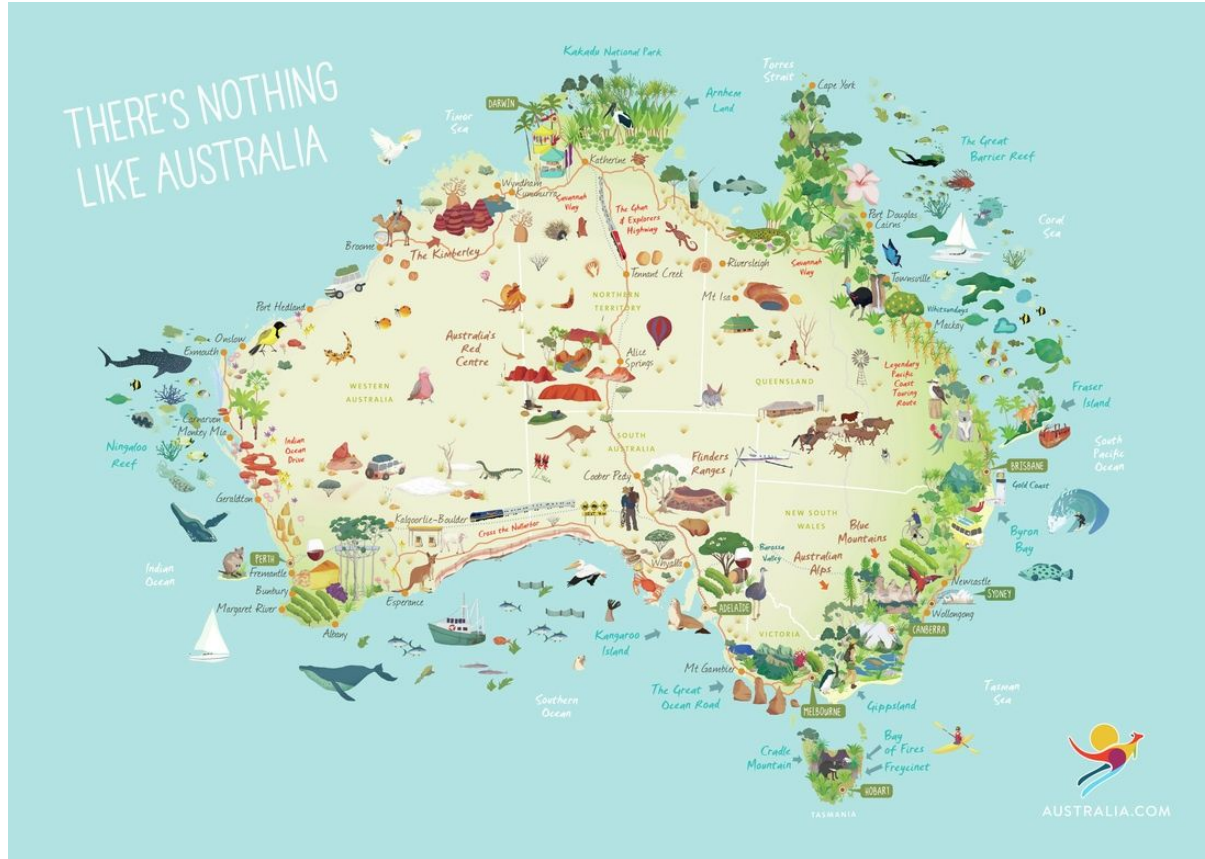 THERE'S NOTHING
LIKE AUSTRALIA
Kakadu National Park
Arnhem
Land
DARWIN
Timor
Sea
Torres
Strait
Cape York
The Great
Barrier Reef
Coral
Sea
Katherine
Wyndham
Kununurra
Savannah
Way
The Ghan
& Explorers
Highway
Broome
The Kimberley
Port Douglas
Cairns
Riversleigh
Savannah
Way
Tennant Creek
Mt Isa
Townsville
Whitsundays
Mackay
Port Hedland
NORTHERN
TERRITORY
Onslow
Exmouth
Australia's
Red
Centre
Alice
Springs
WESTERN
AUSTRALIA
QUEENSLAND
Legendary
Pacific
Coast
Touring
Route
Fraser
Island
Carnarvon
Monkey Mia
Ningaloo
Reef
Indian
Ocean
Drive
SOUTH
AUSTRALIA
Flinders
Ranges
South
Pacific
Ocean
BRISBANE
Gold Coast
Coober Pedy
Geraldton
Kalgoorlie-Boulder
Cross the Nullarbor
NEW SOUTH
WALES
Blue
Mountains
Byron
Bay
Indian
Ocean
PERTH
Fremantle
Bunbury
Margaret River
Albany
Esperance
Whyalla
Barossa
Valley
Australian
Alps
Newcastle
SYDNEY
Wollongong
CANBERRA
ADELAIDE
Kangaroo
Island
VICTORIA
Mt Gambier
The Great
Ocean Road
MELBOURNE
Gippsland
Southern
Ocean
Tasman
Sea
Cradle
Mountain
Bay
of Fires
Freycinet
HOBART
TASMANIA
AUSTRALIA.COM